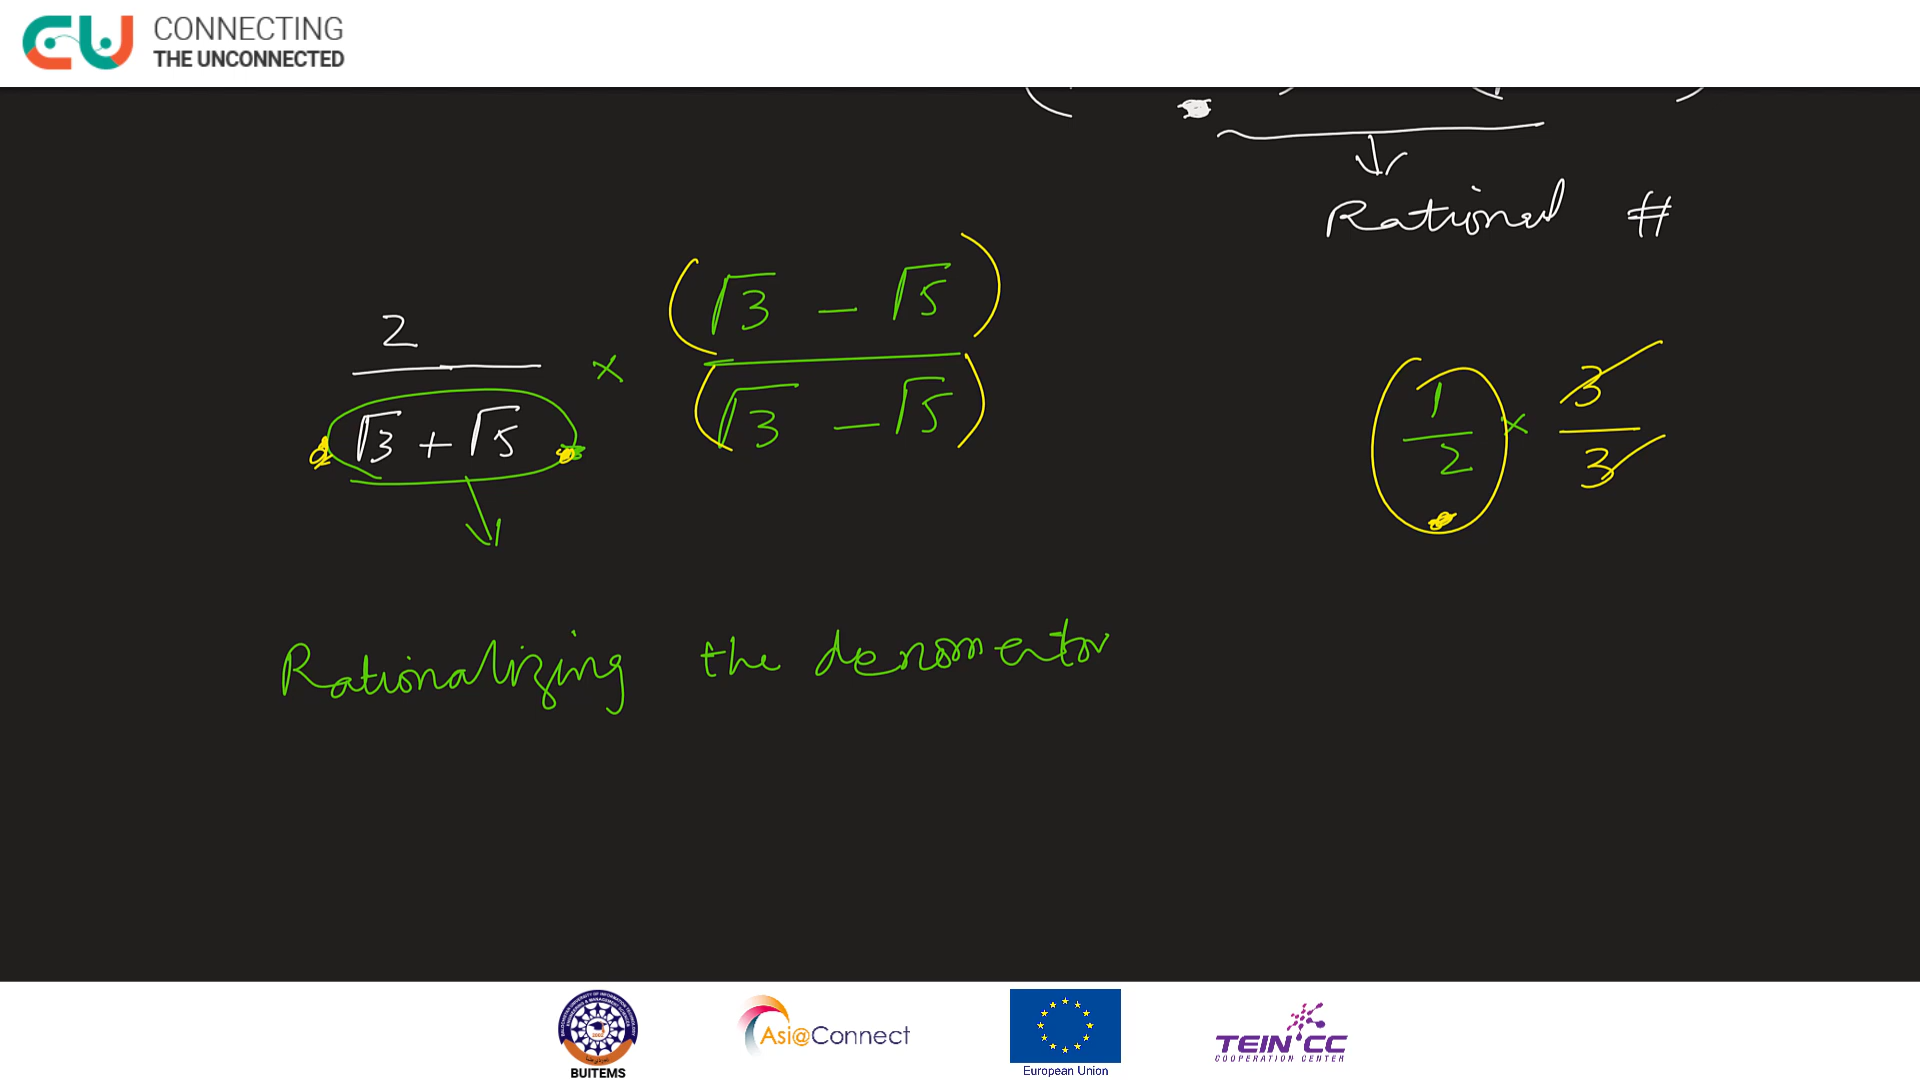 CONNECTING
THE UNCONNECTED
Rational #
2 / (√3 + √5) × (√3 − √5) / (√3 − √5)
1/2 × 3/3
Rationalizing the denomentor
BUITEMS
Asi@Connect
European Union
TEIN*CC
COOPERATION CENTER